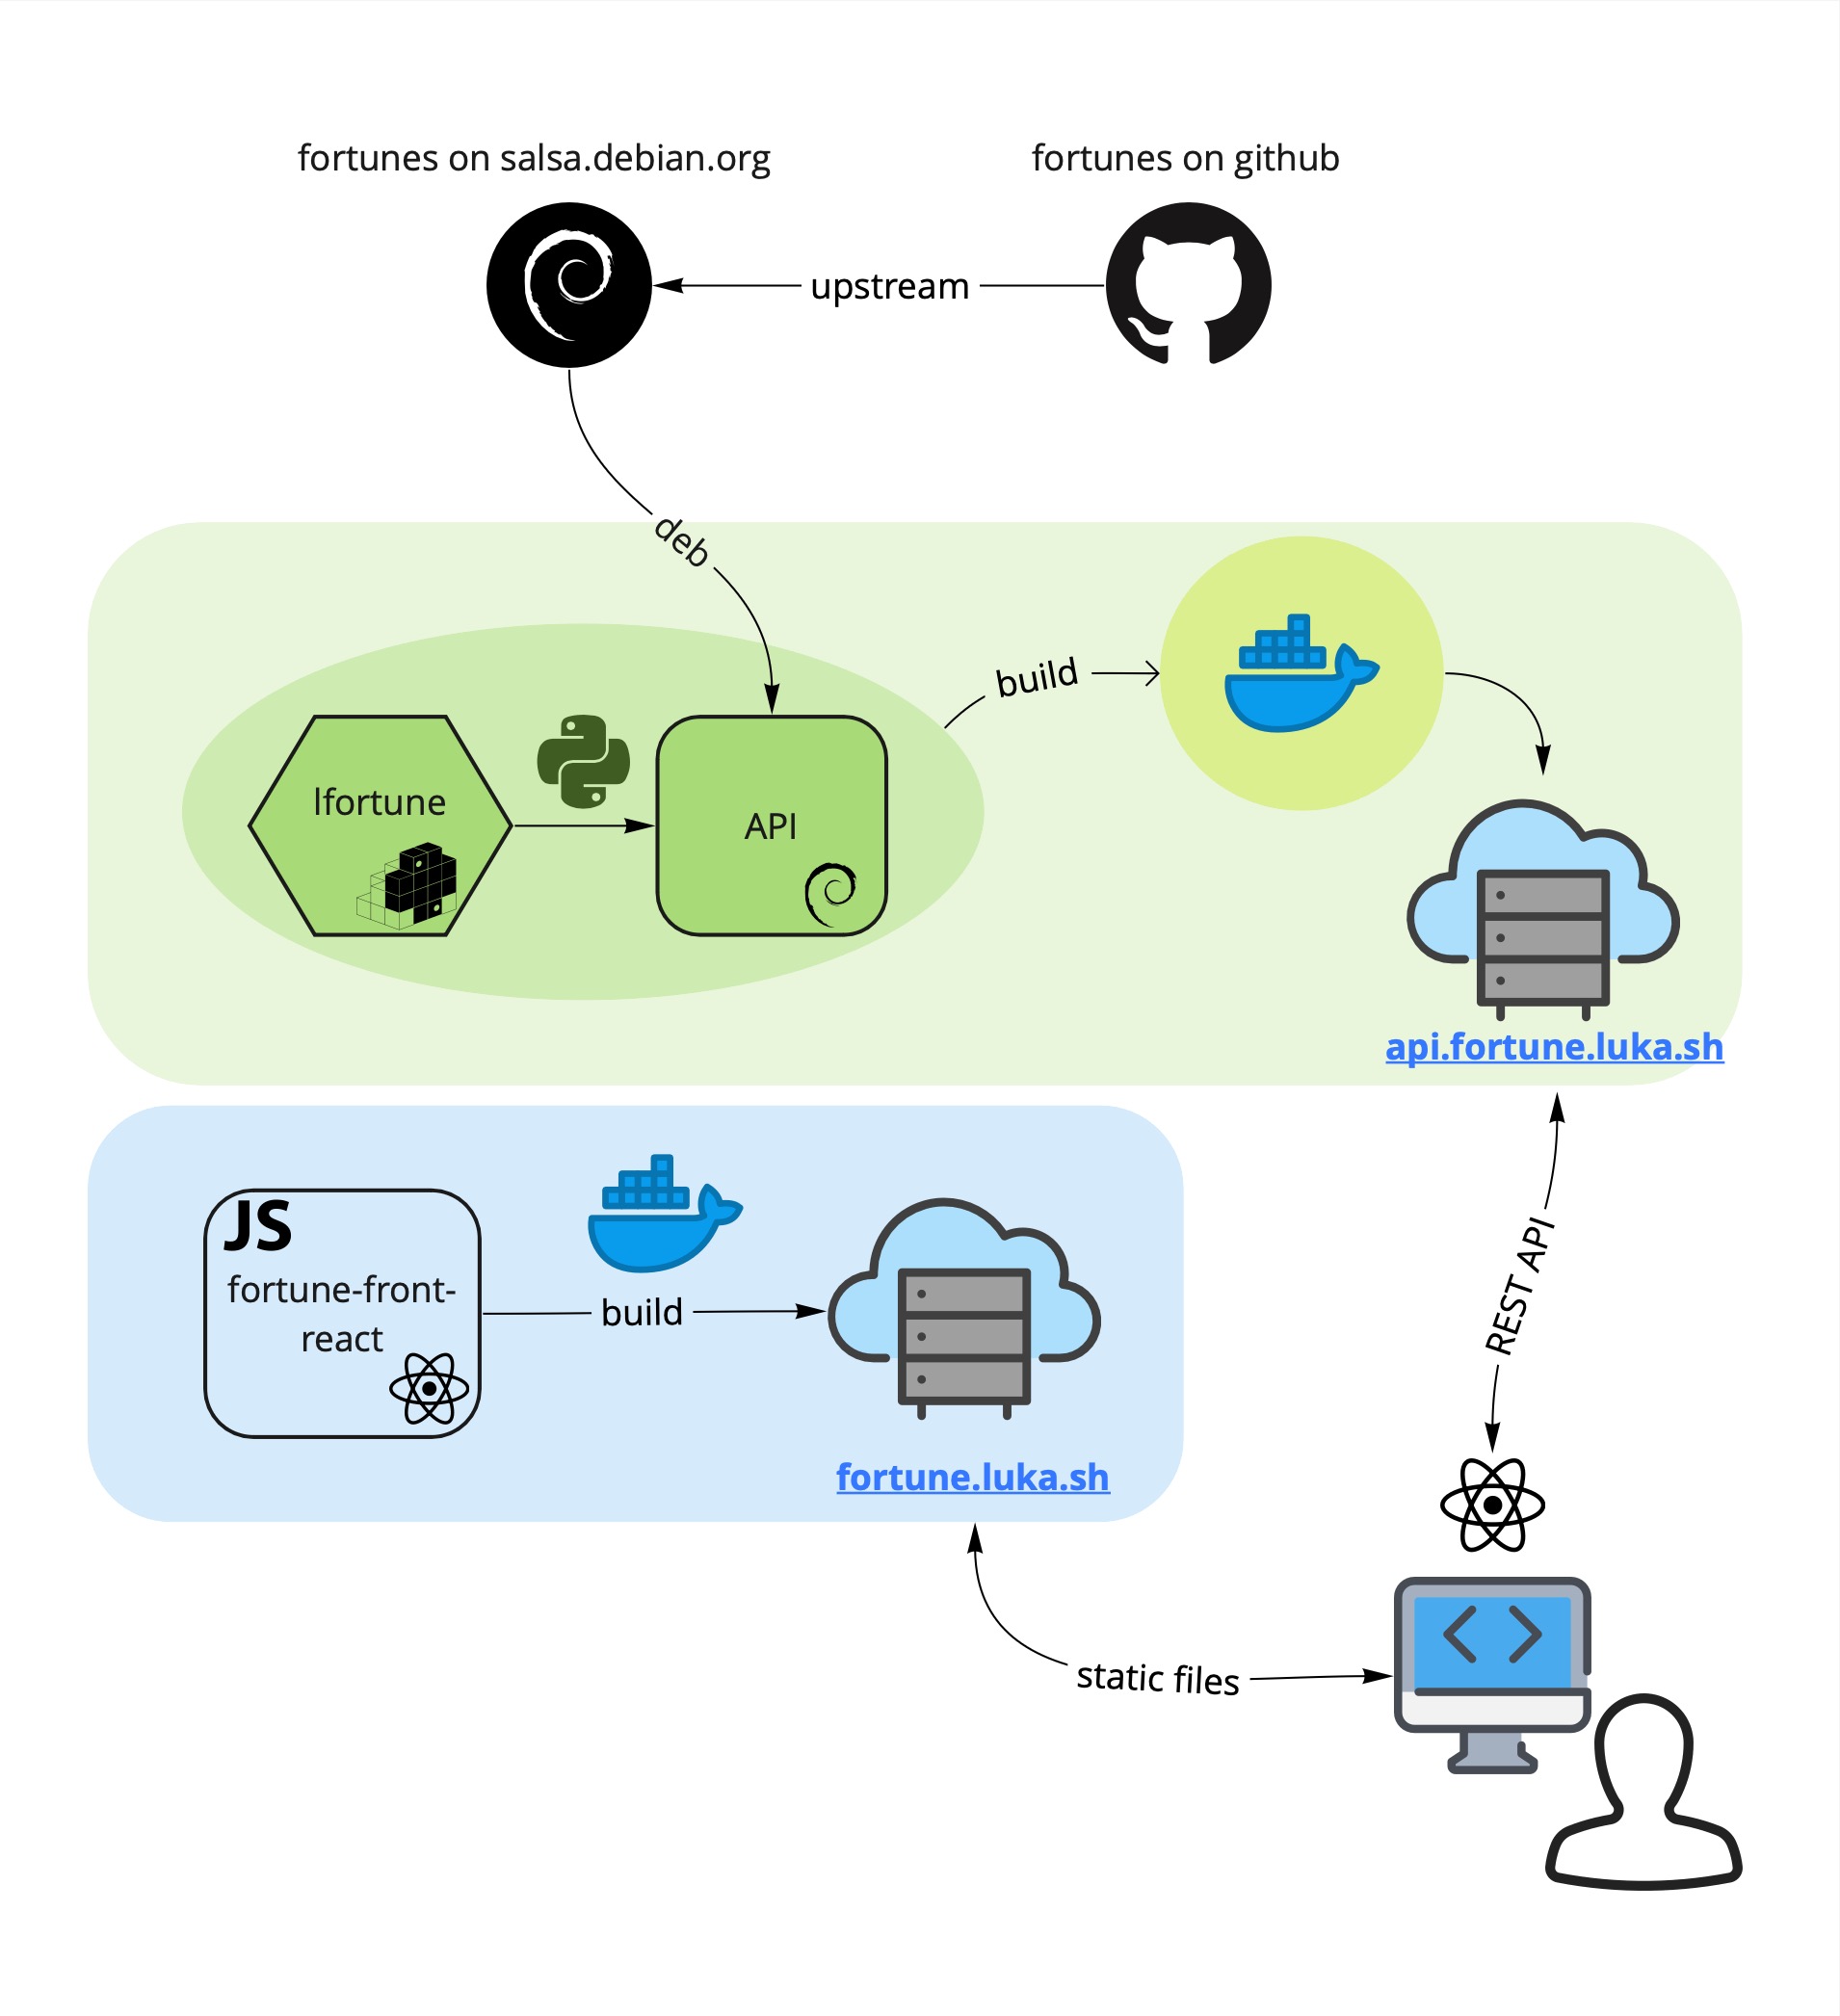 fortunes on salsa.debian.org
fortunes on github
upstream
deb
build
lfortune
API
api.fortune.luka.sh
JS
fortune-front-
react
build
fortune.luka.sh
REST API
static files